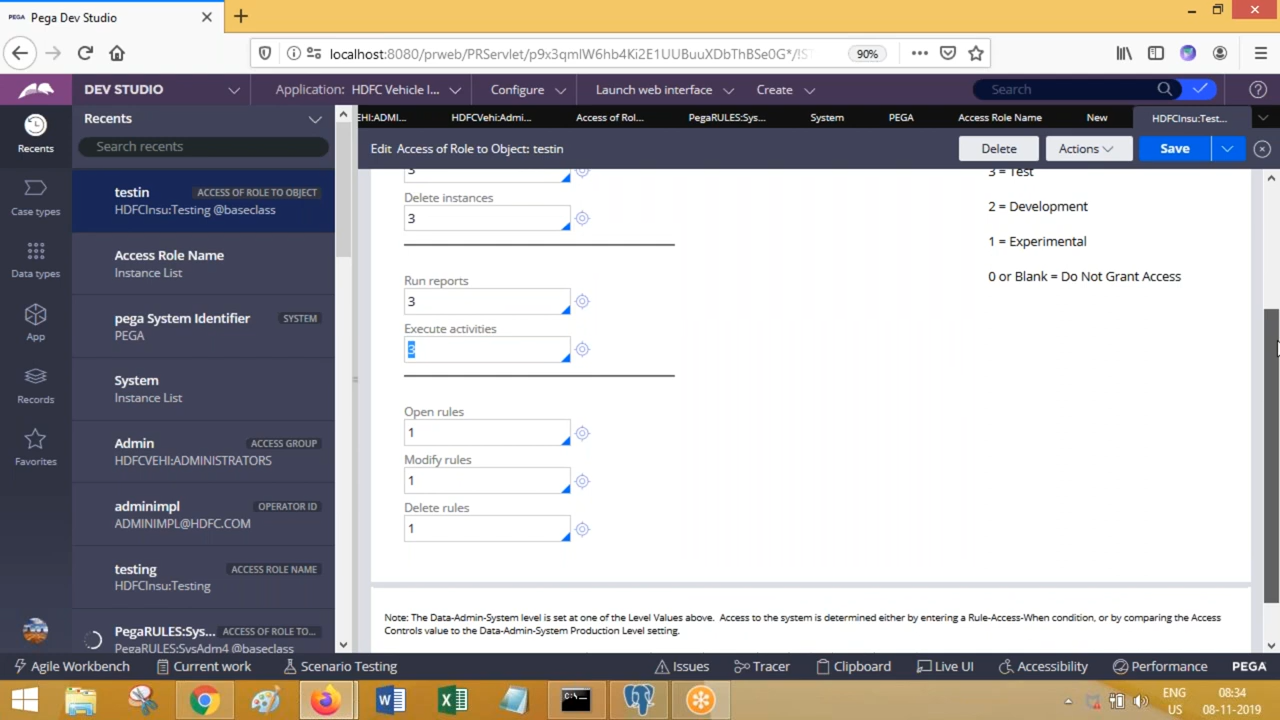 PEGA Pega Dev Studio
localhost:8080/prweb/PRServlet/p9x3qmlW6hb4Ki2E1UUBuuXDbThBSe0G*/!S 90%
DEV STUDIO Application: HDFC Vehicle I... Configure Launch web interface Create Search
Recents EHI:ADMI... HDFCVehi:Admi... Access of Rol... PegaRULES:Sys... System PEGA Access Role Name New HDFCInsu:Test...
Recents Search recents Edit Access of Role to Object: testin Delete Actions Save
3 3 = Test
testin ACCESS OF ROLE TO OBJECT
HDFCInsu:Testing @baseclass
Case types
Delete instances
3
2 = Development
1 = Experimental
0 or Blank = Do Not Grant Access
Access Role Name
Instance List
Data types
Run reports
3
pega System Identifier SYSTEM
PEGA
App
Execute activities
3
System
Instance List
Records
Open rules
1
Admin ACCESS GROUP
HDFCVEHI:ADMINISTRATORS
Favorites
Modify rules
1
adminimpl OPERATOR ID
ADMINIMPL@HDFC.COM
Delete rules
1
testing ACCESS ROLE NAME
HDFCInsu:Testing
PegaRULES:Sys... ACCESS OF ROLE TO...
PegaRULES:SysAdm4 @baseclass
Note: The Data-Admin-System level is set at one of the Level Values above. Access to the system is determined either by entering a Rule-Access-When condition, or by comparing the Access
Controls value to the Data-Admin-System Production Level setting.
Agile Workbench Current work Scenario Testing Issues Tracer Clipboard Live UI Accessibility Performance PEGA
ENG 08:34
US 08-11-2019